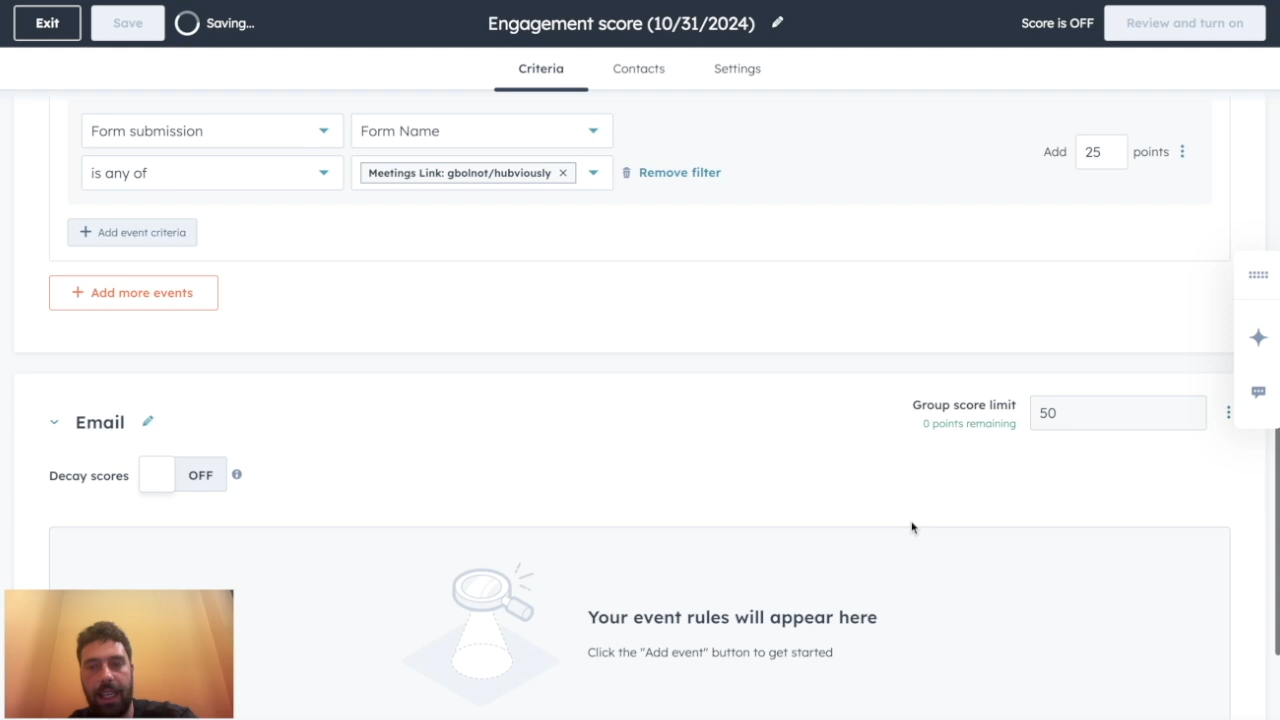 Exit
Save
Saving...
Engagement score (10/31/2024)
Score is OFF
Review and turn on
Criteria
Contacts
Settings
Form submission
Form Name
is any of
Meetings Link: gbolnot/hubviously
Remove filter
Add 25 points
Add event criteria
Add more events
Email
Group score limit
0 points remaining
50
Decay scores
OFF
Your event rules will appear here
Click the "Add event" button to get started